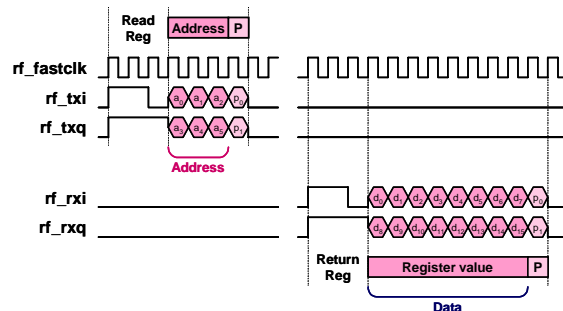 Read
Reg
Address P
rf_fastclk
rf_txi
a0 a1 a2 p0
rf_txq
a3 a4 a5 p1
Address
rf_rxi
d0 d1 d2 d3 d4 d5 d6 d7 p0
rf_rxq
d8 d9 d10 d11 d12 d13 d14 d15 p1
Return
Reg
Register value P
Data